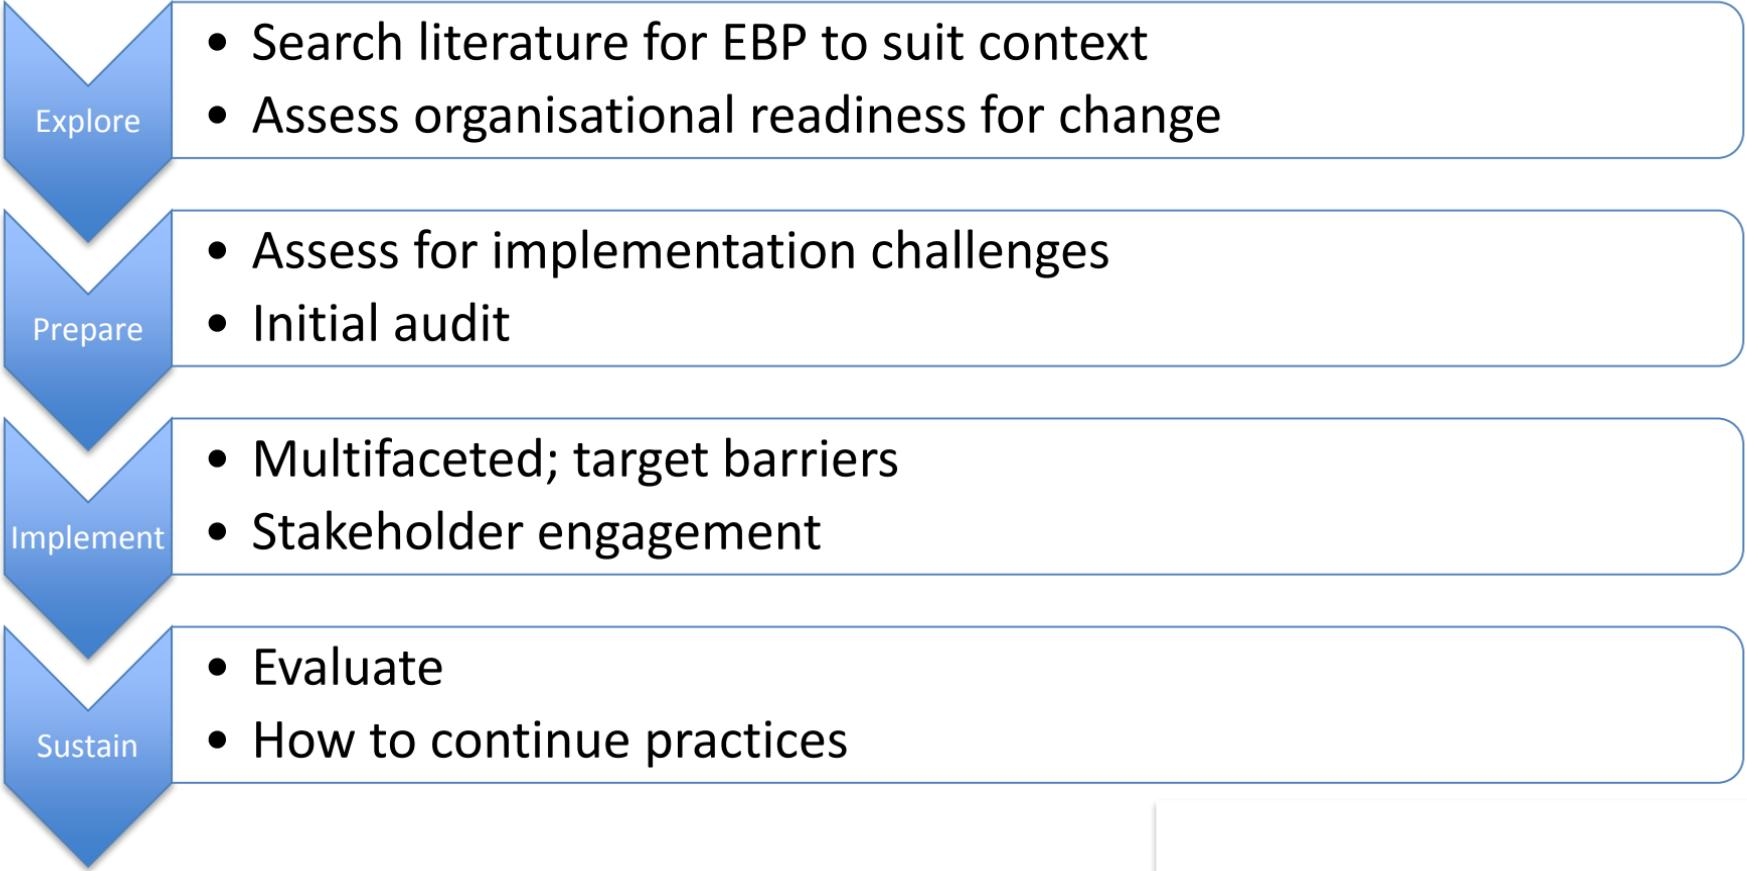 Explore
• Search literature for EBP to suit context
• Assess organisational readiness for change
Prepare
• Assess for implementation challenges
• Initial audit
Implement
• Multifaceted; target barriers
• Stakeholder engagement
Sustain
• Evaluate
• How to continue practices